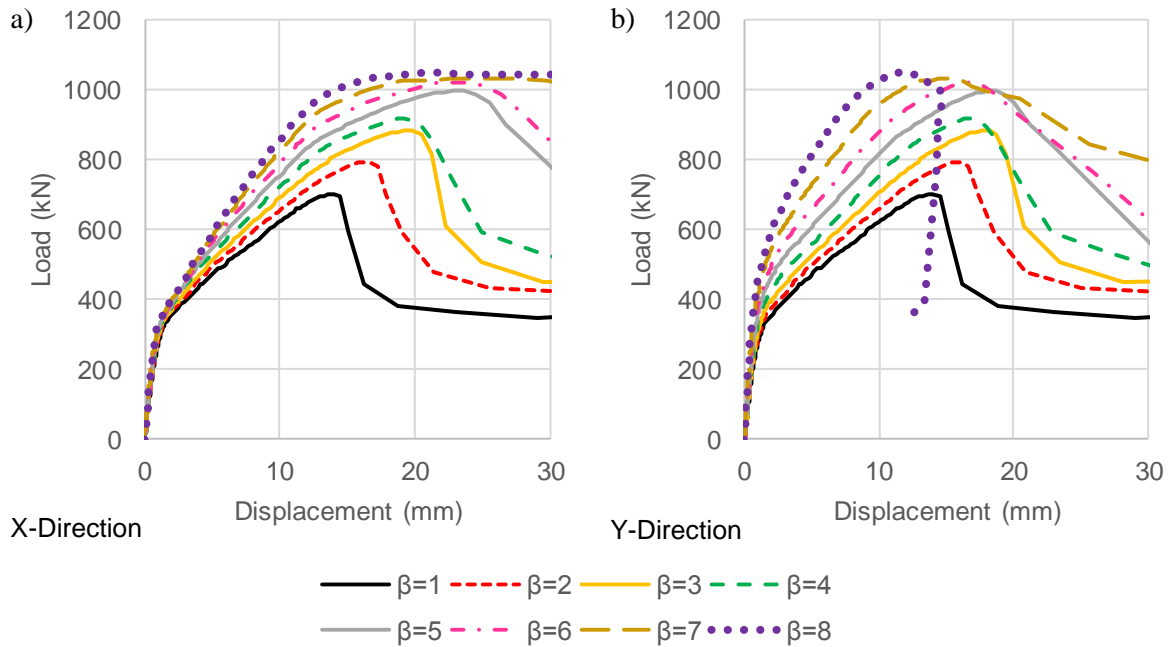 a)
1200
1000
800
600
400
200
0
Load (kN)
0 10 20 30
Displacement (mm)
X-Direction
b)
1200
1000
800
600
400
200
0
Load (kN)
0 10 20 30
Displacement (mm)
Y-Direction
β=1 β=2 β=3 β=4
β=5 β=6 β=7 β=8